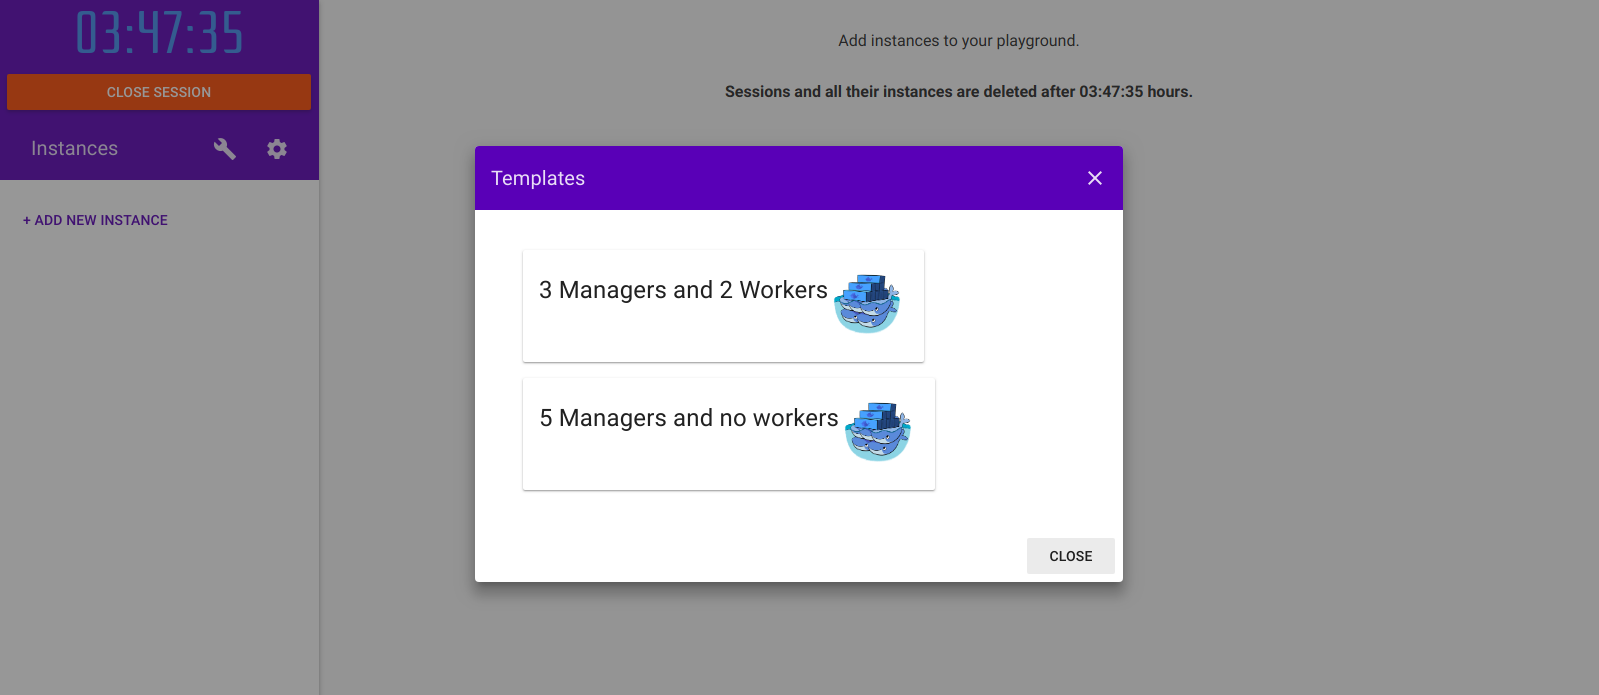 03:47:35
CLOSE SESSION
Instances
+ ADD NEW INSTANCE
Add instances to your playground.
Sessions and all their instances are deleted after 03:47:35 hours.
Templates
3 Managers and 2 Workers
5 Managers and no workers
CLOSE